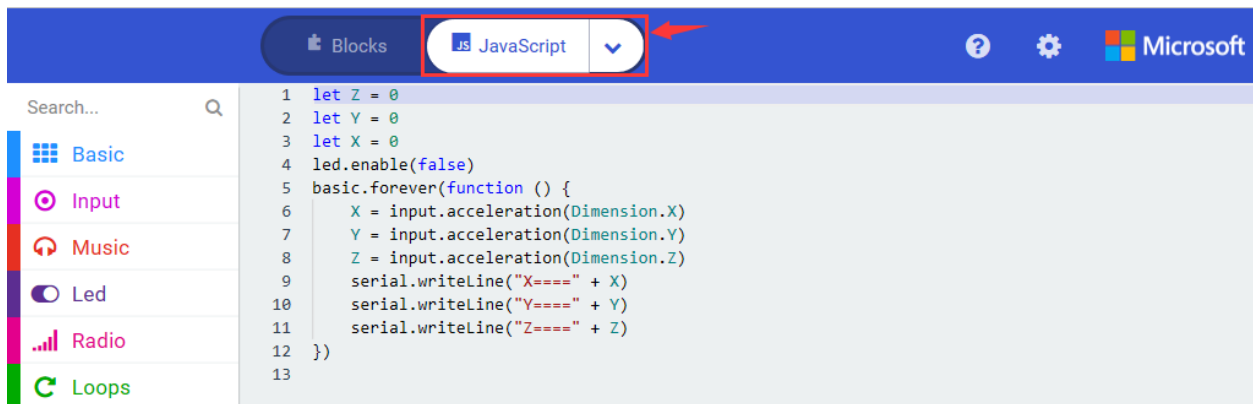 Blocks
JS JavaScript
? Microsoft
Search...
Basic
Input
Music
Led
Radio
Loops
1 let Z = 0
2 let Y = 0
3 let X = 0
4 led.enable(false)
5 basic.forever(function () {
6     X = input.acceleration(Dimension.X)
7     Y = input.acceleration(Dimension.Y)
8     Z = input.acceleration(Dimension.Z)
9     serial.writeLine("X====" + X)
10     serial.writeLine("Y====" + Y)
11     serial.writeLine("Z====" + Z)
12 })
13